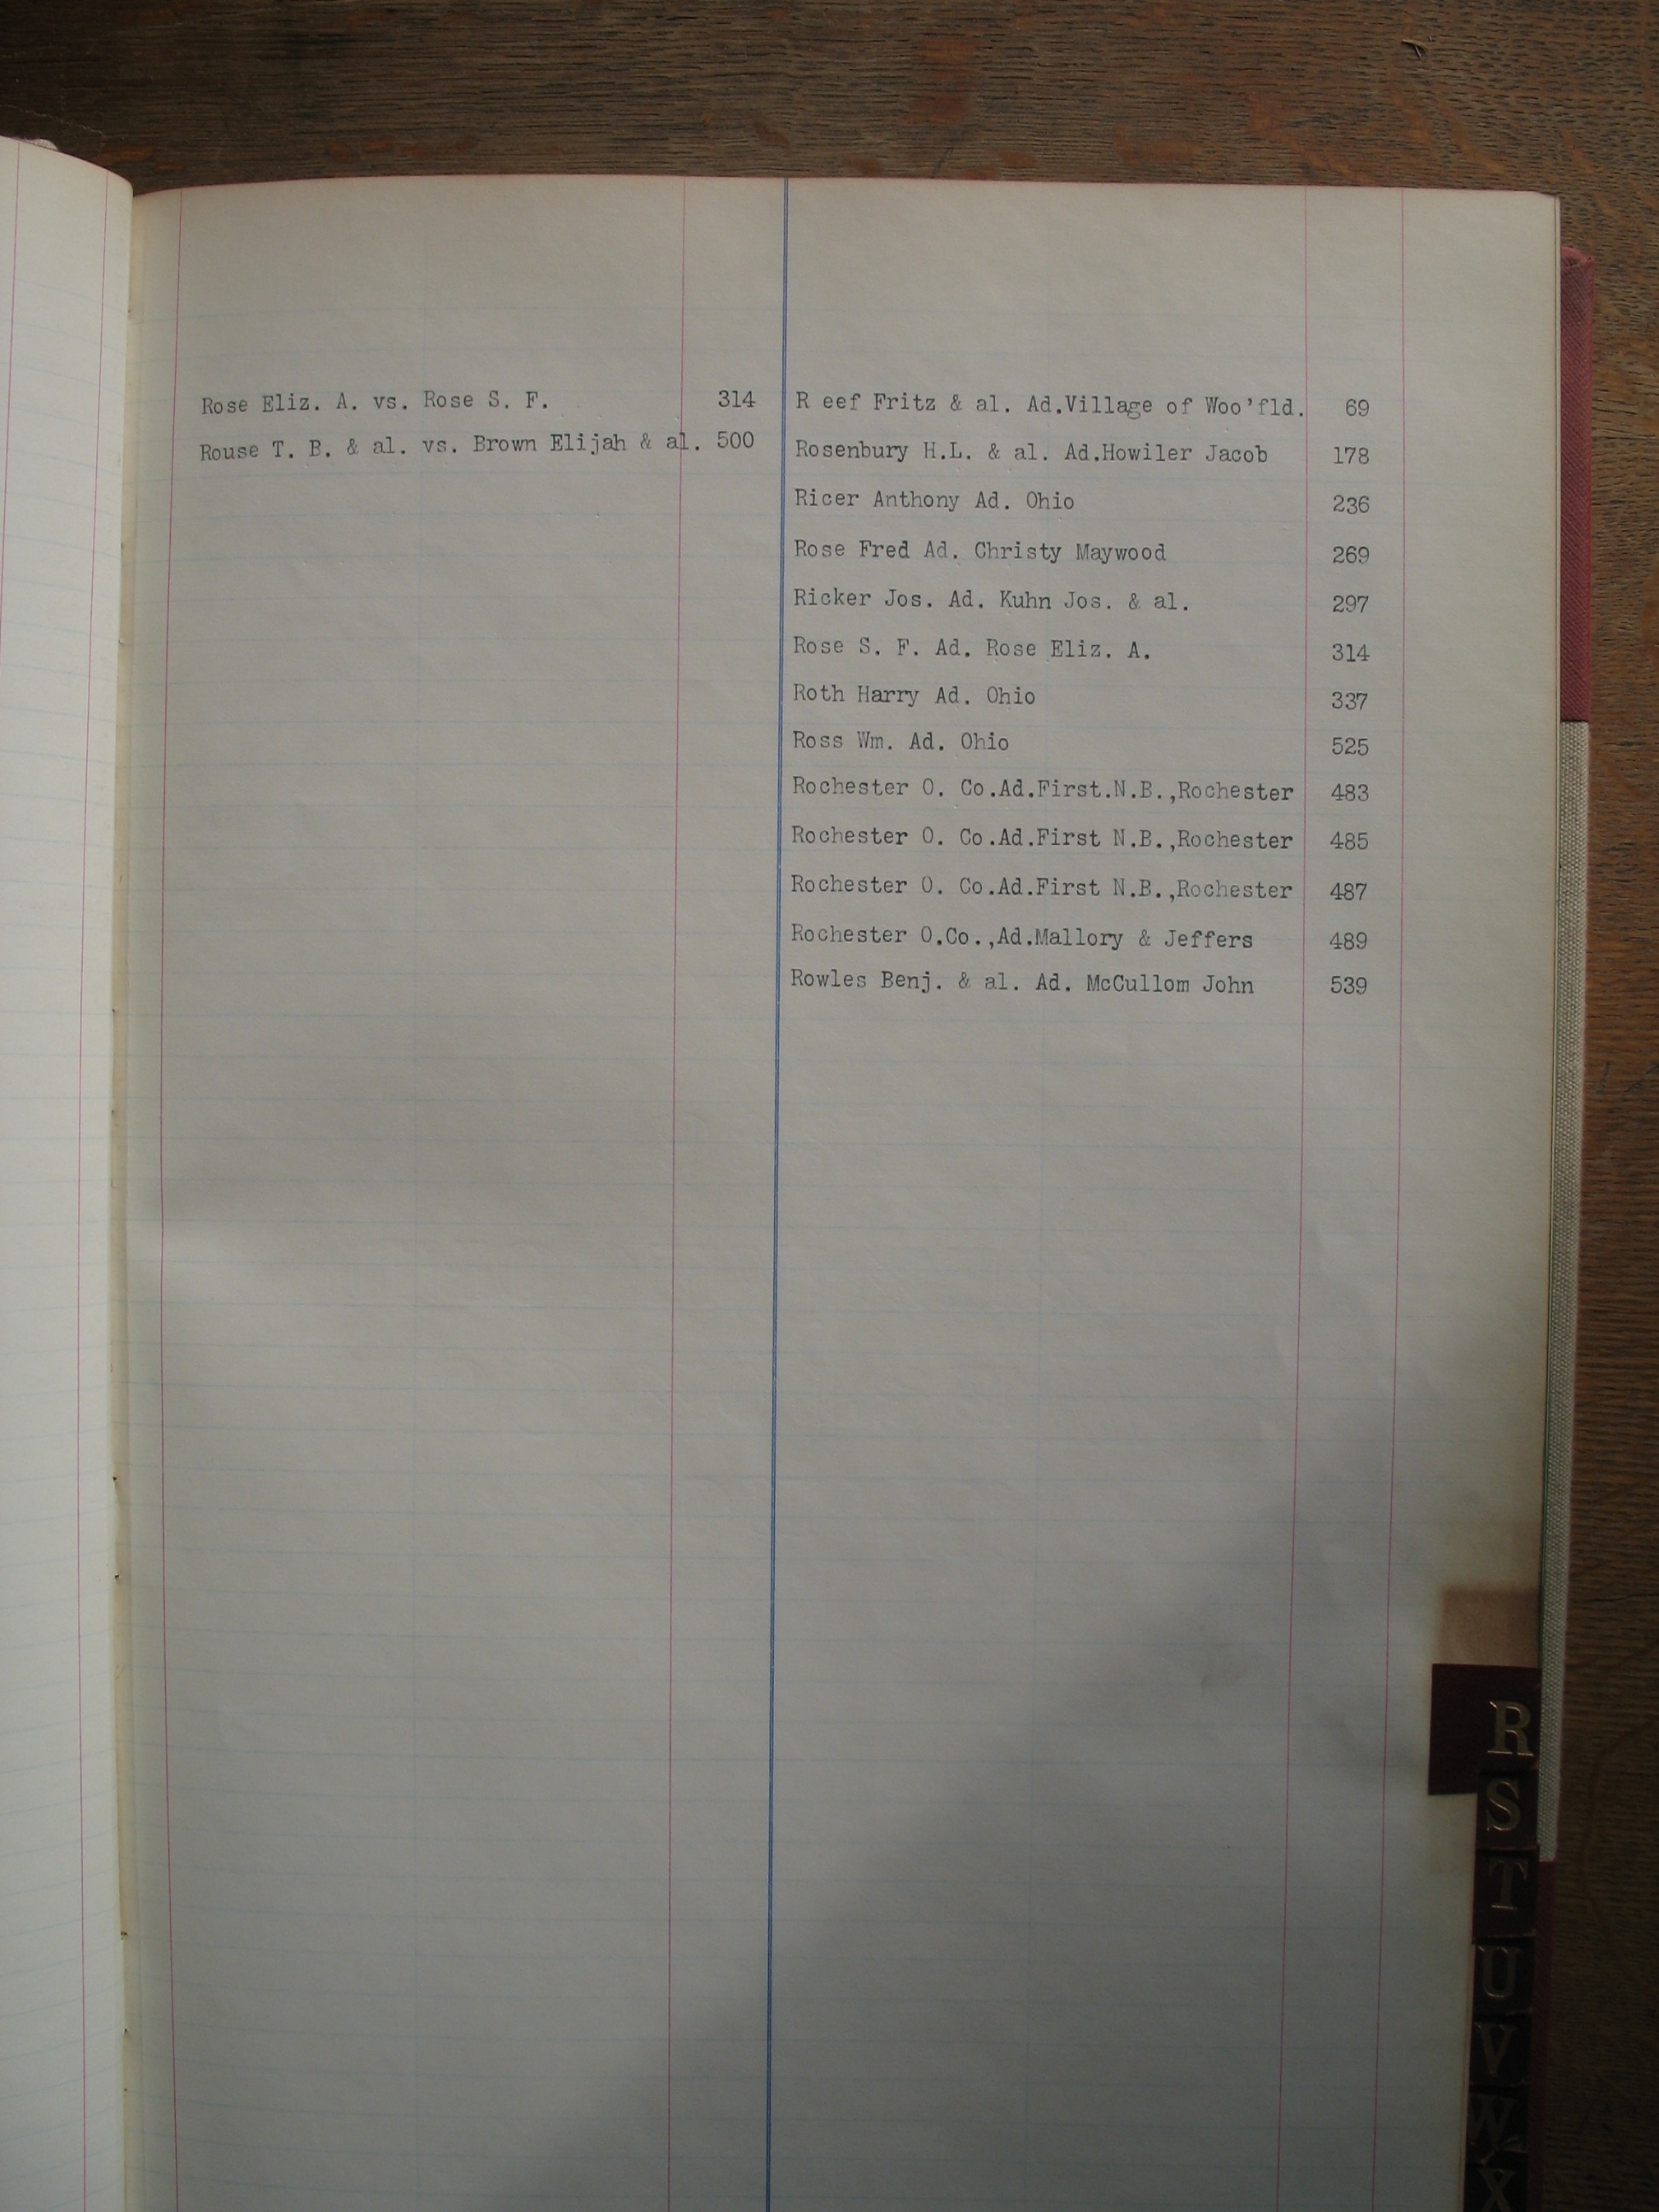 Rose Eliz. A. vs. Rose S. F. 314
Rouse T. B. & al. vs. Brown Elijah & al. 500
R eef Fritz & al. Ad.Village of Woo'fld. 69
Rosenbury H.L. & al. Ad.Howiler Jacob 178
Ricer Anthony Ad. Ohio 236
Rose Fred Ad. Christy Maywood 269
Ricker Jos. Ad. Kuhn Jos. & al. 297
Rose S. F. Ad. Rose Eliz. A. 314
Roth Harry Ad. Ohio 337
Ross Wm. Ad. Ohio 525
Rochester O. Co.Ad.First.N.B.,Rochester 483
Rochester O. Co.Ad.First N.B.,Rochester 485
Rochester O. Co.Ad.First N.B.,Rochester 487
Rochester O.Co.,Ad.Mallory & Jeffers 489
Rowles Benj. & al. Ad. McCullom John 539
R
S
T
U
V
W
X